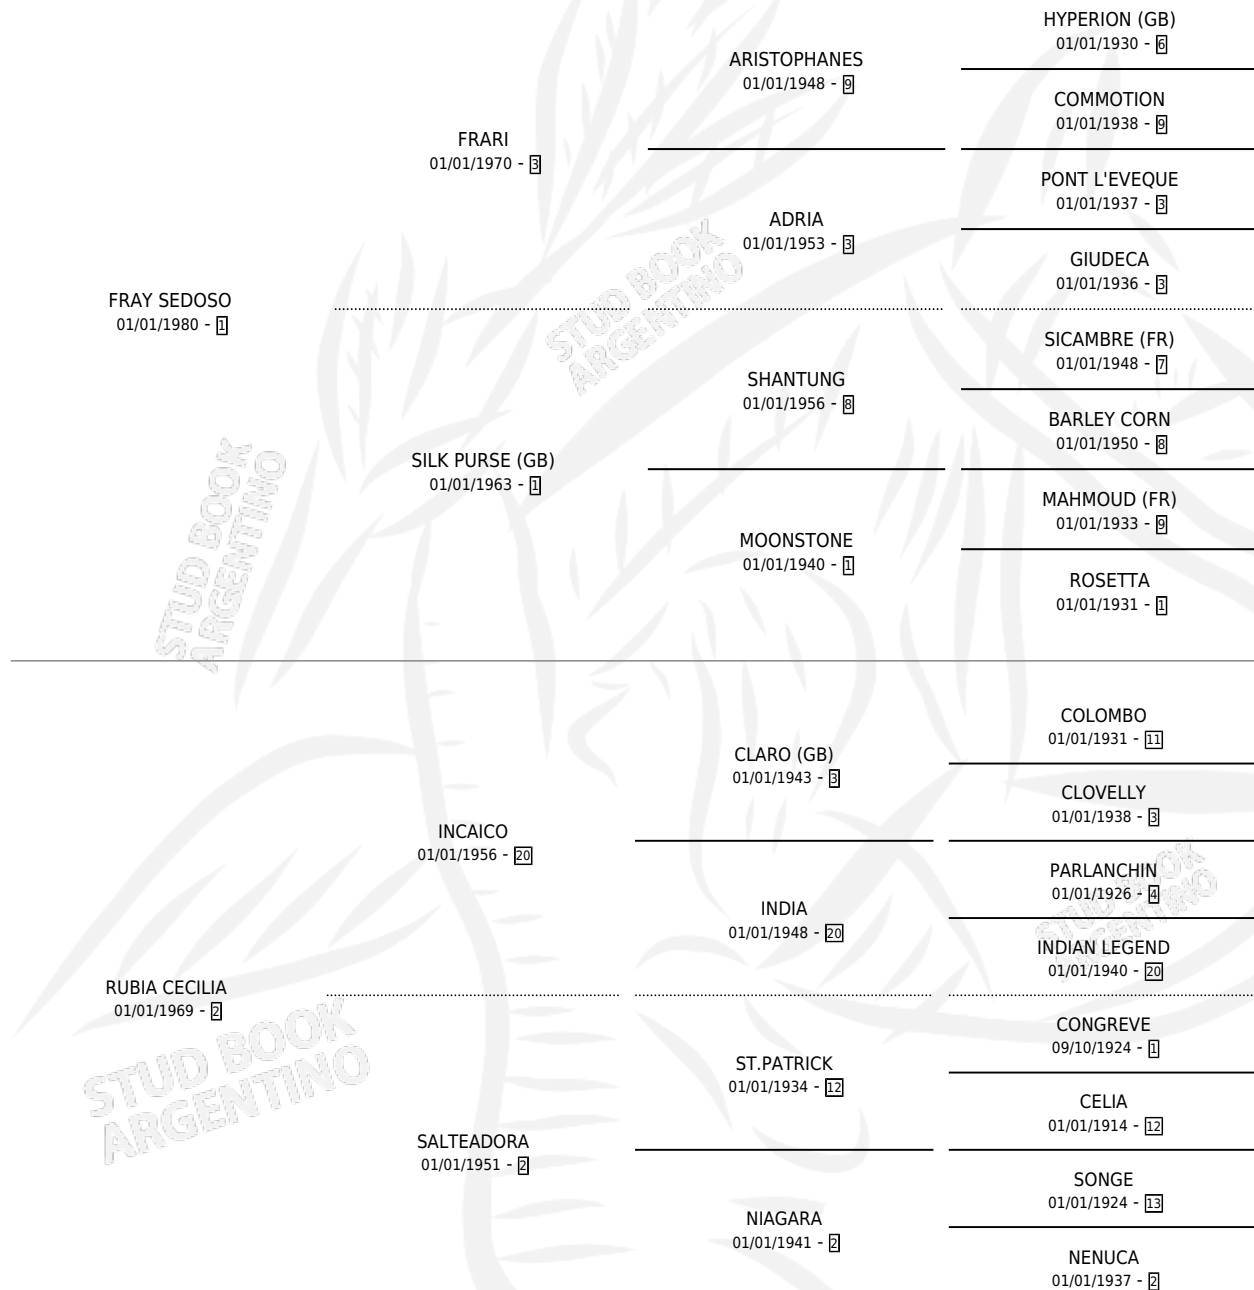 HYPERION (GB)
01/01/1930 - 6
ARISTOPHANES
01/01/1948 - 9
COMMOTION
01/01/1938 - 9
FRARI
01/01/1970 - 3
PONT L'EVEQUE
01/01/1937 - 3
ADRIA
01/01/1953 - 3
GIUDECA
01/01/1936 - 3
FRAY SEDOSO
01/01/1980 - 1
SICAMBRE (FR)
01/01/1948 - 7
SHANTUNG
01/01/1956 - 8
BARLEY CORN
01/01/1950 - 8
SILK PURSE (GB)
01/01/1963 - 1
MAHMOUD (FR)
01/01/1933 - 9
MOONSTONE
01/01/1940 - 1
ROSETTA
01/01/1931 - 1
COLOMBO
01/01/1931 - 11
CLARO (GB)
01/01/1943 - 3
CLOVELLY
01/01/1938 - 3
INCAICO
01/01/1956 - 20
PARLANCHIN
01/01/1926 - 4
INDIA
01/01/1948 - 20
INDIAN LEGEND
01/01/1940 - 20
RUBIA CECILIA
01/01/1969 - 2
CONGREVE
09/10/1924 - 1
ST.PATRICK
01/01/1934 - 12
CELIA
01/01/1914 - 12
SALTEADORA
01/01/1951 - 2
SONGE
01/01/1924 - 13
NIAGARA
01/01/1941 - 2
NENUCA
01/01/1937 - 2
STUD BOOK
ARGENTINO
STUD BOOK
ARGENTINO
STUD BOOK
ARGENTINO
STUD BOOK
ARGENTINO